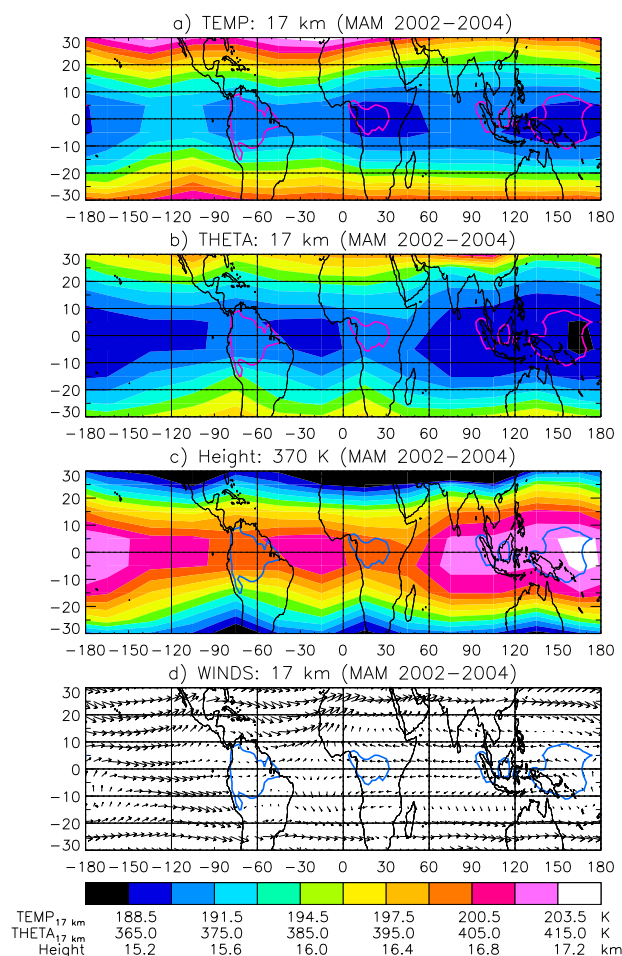 a) TEMP: 17 km (MAM 2002−2004)
30
20
10
0
−10
−20
−30
−180 −150 −120 −90 −60 −30 0 30 60 90 120 150 180
b) THETA: 17 km (MAM 2002−2004)
30
20
10
0
−10
−20
−30
−180 −150 −120 −90 −60 −30 0 30 60 90 120 150 180
c) Height: 370 K (MAM 2002−2004)
30
20
10
0
−10
−20
−30
−180 −150 −120 −90 −60 −30 0 30 60 90 120 150 180
d) WINDS: 17 km (MAM 2002−2004)
30
20
10
0
−10
−20
−30
−180 −150 −120 −90 −60 −30 0 30 60 90 120 150 180
TEMP17 km 188.5 191.5 194.5 197.5 200.5 203.5 K
THETA17 km 365.0 375.0 385.0 395.0 405.0 415.0 K
Height 15.2 15.6 16.0 16.4 16.8 17.2 km